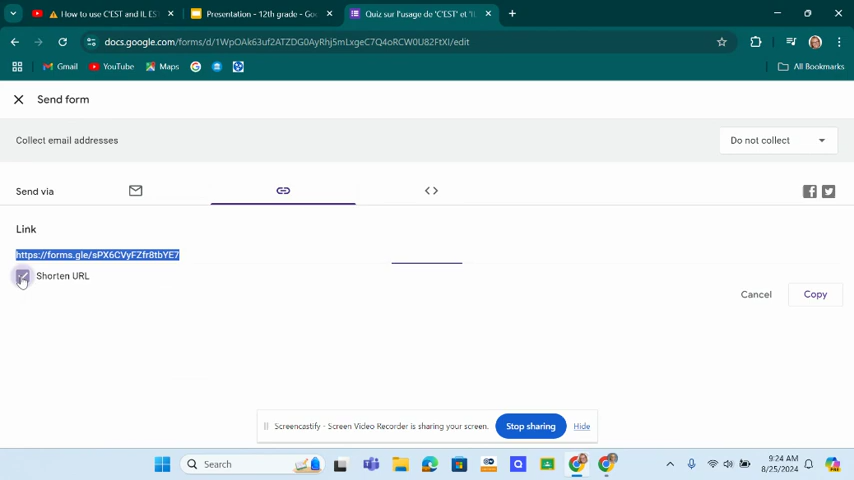 How to use C'EST and IL ES
Presentation - 12th grade - Goo
Quiz sur l'usage de 'C'EST' et 'IL
docs.google.com/forms/d/1WpOAk63uf2ATZDG0AyRhj5mLxgeC7Q4oRCW0U82FtXI/edit
Gmail
YouTube
Maps
All Bookmarks
Send form
Collect email addresses
Do not collect
Send via
Link
https://forms.gle/sPX6CVyFZfr8tbYE7
Shorten URL
Cancel
Copy
Screencastify - Screen Video Recorder is sharing your screen.
Stop sharing
Hide
Search
9:24 AM
8/25/2024